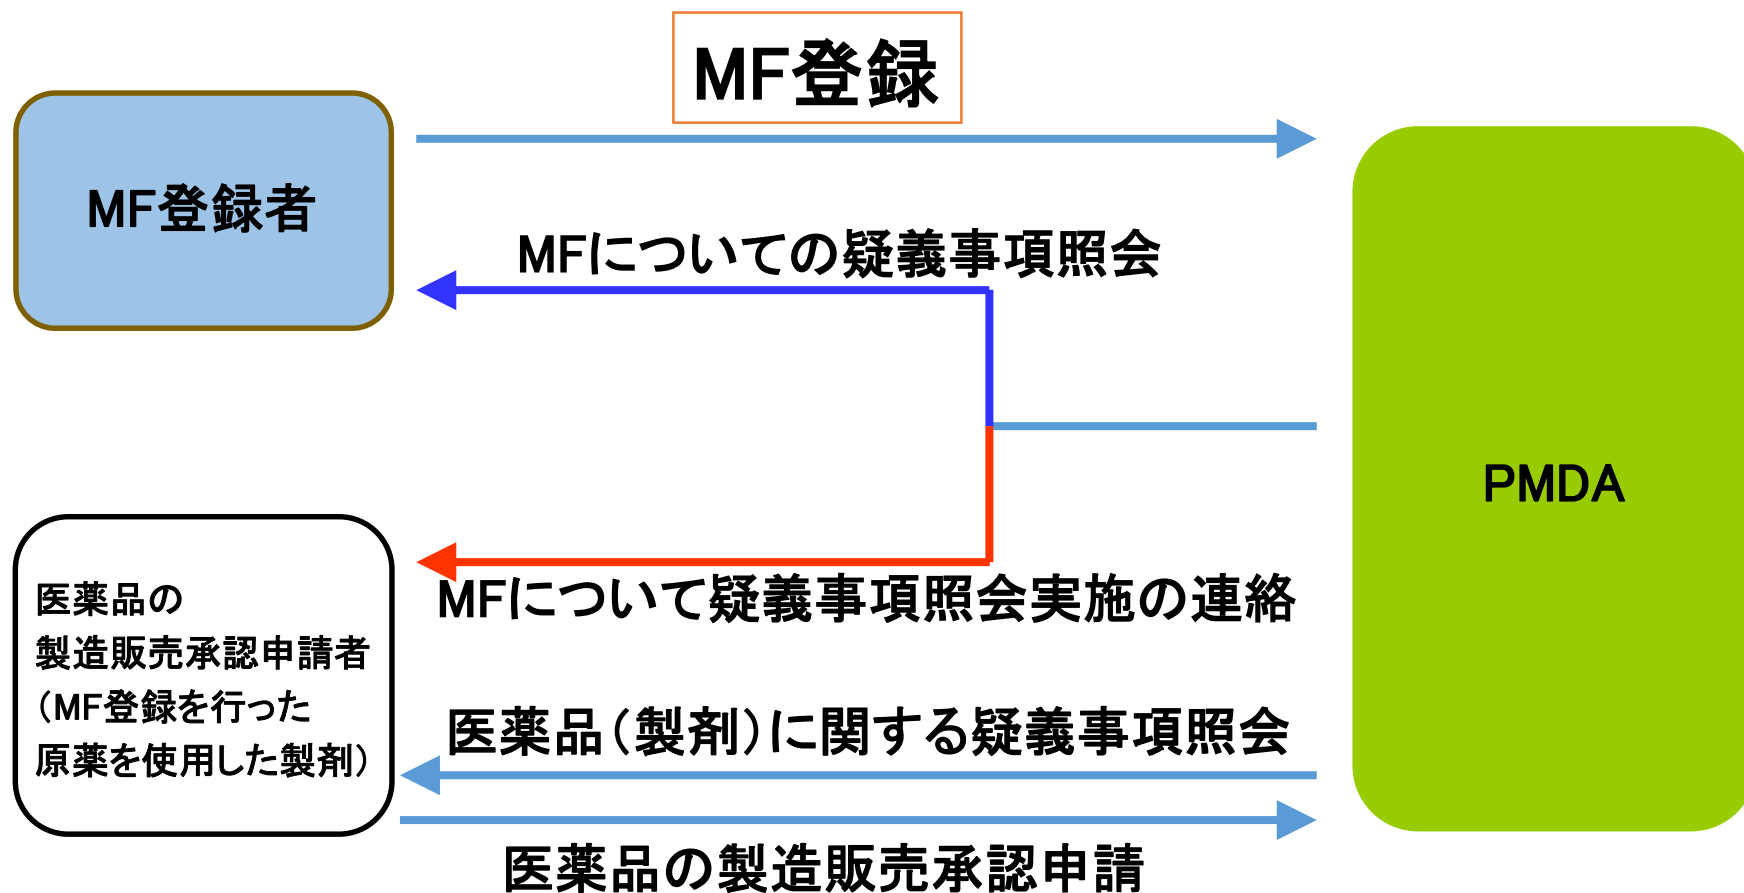 MF登録
MF登録者
MFについての疑義事項照会
PMDA
MFについて疑義事項照会実施の連絡
医薬品の
製造販売承認申請者
（MF登録を行った
原薬を使用した製剤）
医薬品（製剤）に関する疑義事項照会
医薬品の製造販売承認申請